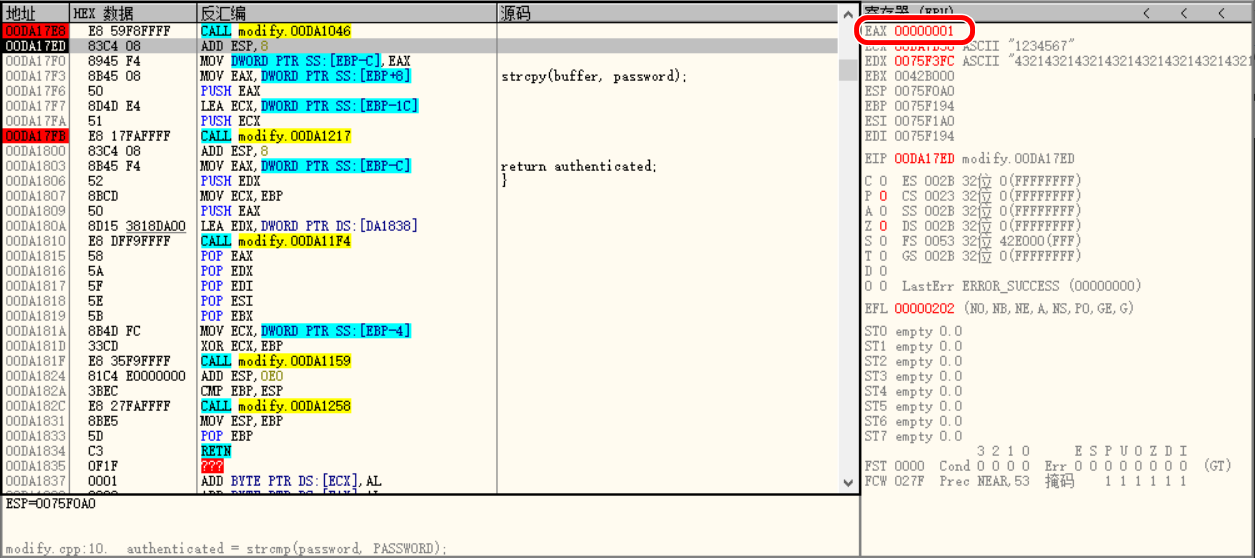 地址 HEX 数据 反汇编 源码 寄存器 (FPU) < < <
00DA17E8 E8 59F8FFFF CALL modify.00DA1046
00DA17ED 83C4 08 ADD ESP,8
00DA17F0 8945 F4 MOV DWORD PTR SS:[EBP-C],EAX
00DA17F3 8B45 08 MOV EAX,DWORD PTR SS:[EBP+8] strcpy(buffer, password);
00DA17F6 50 PUSH EAX
00DA17F7 8D4D E4 LEA ECX,DWORD PTR SS:[EBP-1C]
00DA17FA 51 PUSH ECX
00DA17FB E8 17FAFFFF CALL modify.00DA1217
00DA1800 83C4 08 ADD ESP,8
00DA1803 8B45 F4 MOV EAX,DWORD PTR SS:[EBP-C] return authenticated;
00DA1806 52 PUSH EDX }
00DA1807 8BCD MOV ECX,EBP
00DA1809 50 PUSH EAX
00DA180A 8D15 3818DA00 LEA EDX,DWORD PTR DS:[DA1838]
00DA1810 E8 DFF9FFFF CALL modify.00DA11F4
00DA1815 58 POP EAX
00DA1816 5A POP EDX
00DA1817 5F POP EDI
00DA1818 5E POP ESI
00DA1819 5B POP EBX
00DA181A 8B4D FC MOV ECX,DWORD PTR SS:[EBP-4]
00DA181D 33CD XOR ECX,EBP
00DA181F E8 35F9FFFF CALL modify.00DA1159
00DA1824 81C4 E0000000 ADD ESP,0E0
00DA182A 3BEC CMP EBP,ESP
00DA182C E8 27FAFFFF CALL modify.00DA1258
00DA1831 8BE5 MOV ESP,EBP
00DA1833 5D POP EBP
00DA1834 C3 RETN
00DA1835 0F1F ???
00DA1837 0001 ADD BYTE PTR DS:[ECX],AL
ESP=0075F0A0
modify.cpp:10. authenticated = strcmp(password, PASSWORD);
EAX 00000001
ECX 00DA7B30 ASCII "1234567"
EDX 0075F3FC ASCII "43214321432143214321432143214321
EBX 0042B000
ESP 0075F0A0
EBP 0075F194
ESI 0075F1A0
EDI 0075F194
EIP 00DA17ED modify.00DA17ED
C 0 ES 002B 32位 0(FFFFFFFF)
P 0 CS 0023 32位 0(FFFFFFFF)
A 0 SS 002B 32位 0(FFFFFFFF)
Z 0 DS 002B 32位 0(FFFFFFFF)
S 0 FS 0053 32位 42E000(FFF)
T 0 GS 002B 32位 0(FFFFFFFF)
D 0
O 0 LastErr ERROR_SUCCESS (00000000)
EFL 00000202 (NO,NB,NE,A,NS,PO,GE,G)
ST0 empty 0.0
ST1 empty 0.0
ST2 empty 0.0
ST3 empty 0.0
ST4 empty 0.0
ST5 empty 0.0
ST6 empty 0.0
ST7 empty 0.0
3 2 1 0 E S P U O Z D I
FST 0000 Cond 0 0 0 0 Err 0 0 0 0 0 0 0 0 (GT)
FCW 027F Prec NEAR,53 掩码 1 1 1 1 1 1